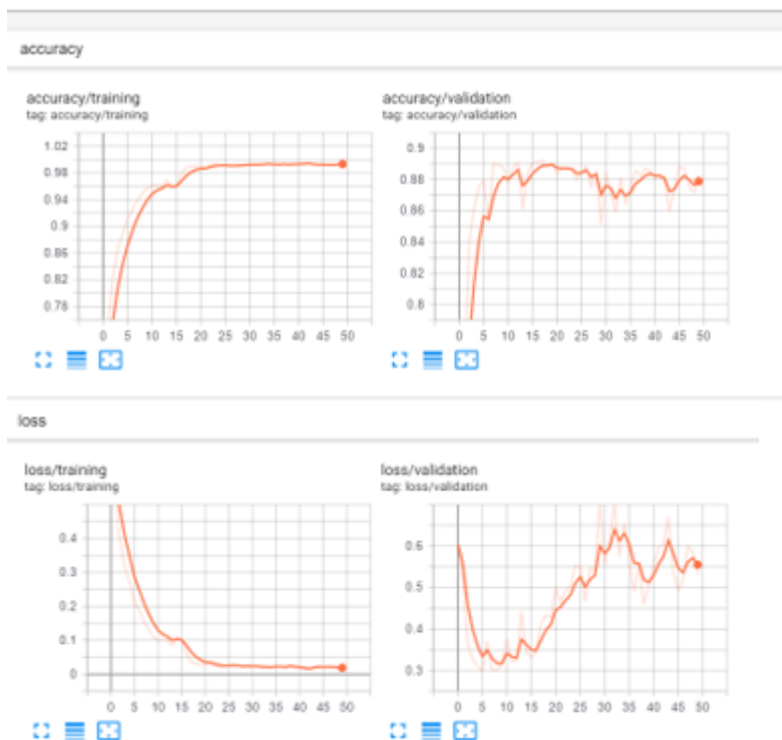 accuracy
accuracy/training
tag: accuracy/training
1.02
0.98
0.94
0.9
0.86
0.82
0.78
0 5 10 15 20 25 30 35 40 45 50
accuracy/validation
tag: accuracy/validation
0.9
0.88
0.86
0.84
0.82
0.8
0 5 10 15 20 25 30 35 40 45 50
loss
loss/training
tag: loss/training
0.4
0.3
0.2
0.1
0
0 5 10 15 20 25 30 35 40 45 50
loss/validation
tag: loss/validation
0.6
0.5
0.4
0.3
0 5 10 15 20 25 30 35 40 45 50